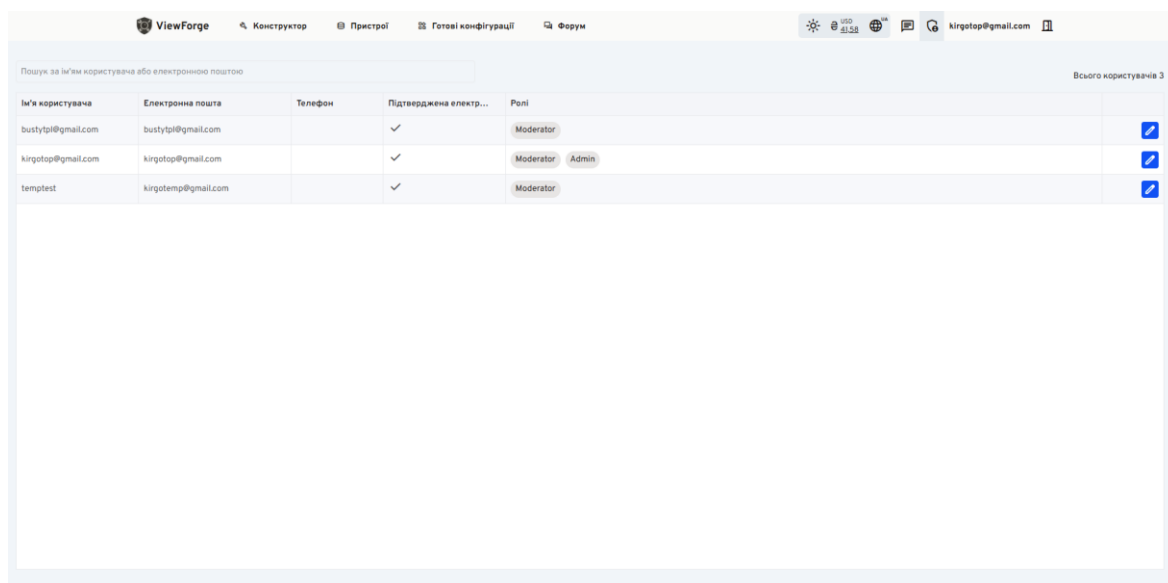 ViewForge Конструктор Пристрої Готові конфігурації Форум ₴ USD 41,58 UA kirgotop@gmail.com
Пошук за ім'ям користувача або електронною поштою
Всього користувачів 3
Ім'я користувача Електронна пошта Телефон Підтверджена електр... Ролі
bustytpl@gmail.com bustytpl@gmail.com Moderator
kirgotop@gmail.com kirgotop@gmail.com Moderator Admin
temptest kirgotemp@gmail.com Moderator